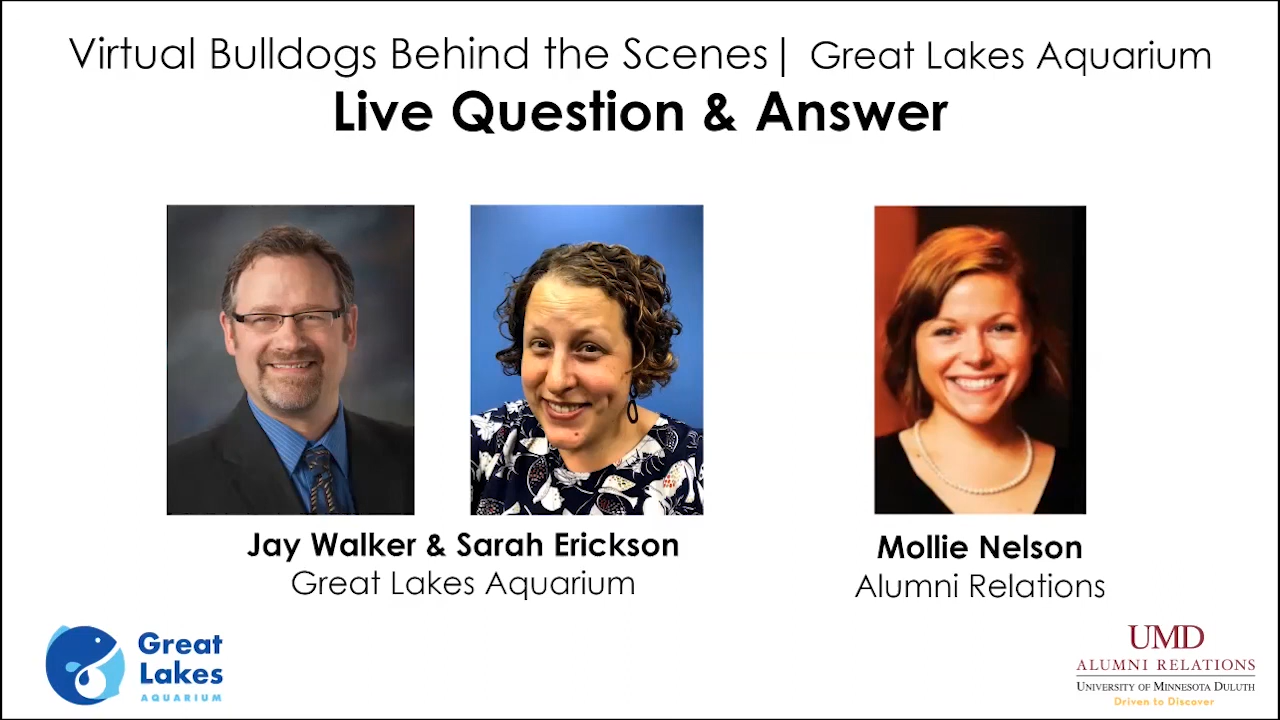 Virtual Bulldogs Behind the Scenes| Great Lakes Aquarium
Live Question & Answer
Jay Walker & Sarah Erickson
Great Lakes Aquarium
Mollie Nelson
Alumni Relations
Great
Lakes
AQUARIUM
UMD
ALUMNI RELATIONS
UNIVERSITY OF MINNESOTA DULUTH
Driven to Discover